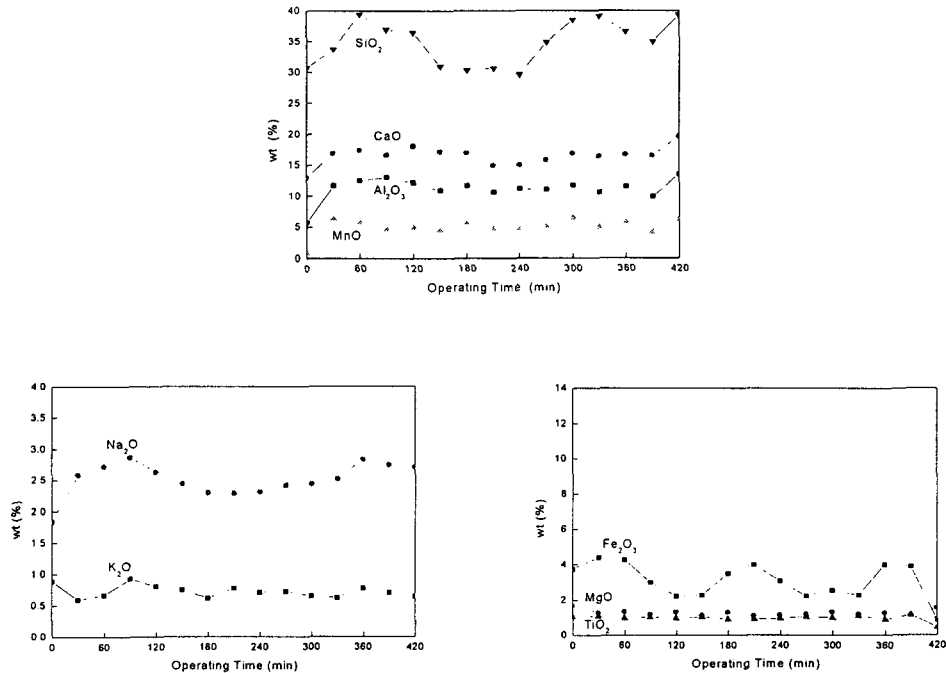 40
35
30
25
20
15
10
5
0
wt (%)
SiO₂
CaO
Al₂O₃
MnO
0 60 120 180 240 300 360 420
Operating Time (min)
4.0
3.5
3.0
2.5
2.0
1.5
1.0
0.5
0.0
wt (%)
Na₂O
K₂O
0 60 120 180 240 300 360 420
Operating Time (min)
14
12
10
8
6
4
2
0
wt (%)
Fe₂O₃
MgO
TiO₂
0 60 120 180 240 300 360 420
Operating Time (min)